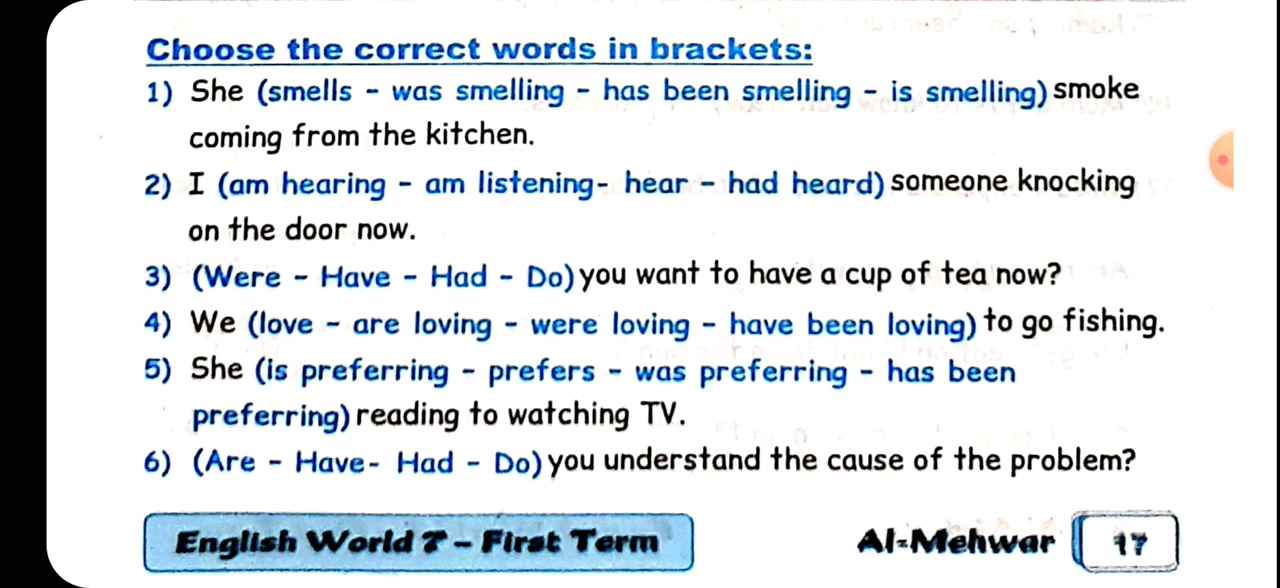 Choose the correct words in brackets:
1) She (smells - was smelling - has been smelling - is smelling) smoke
coming from the kitchen.
2) I (am hearing - am listening- hear - had heard) someone knocking
on the door now.
3) (Were - Have - Had - Do) you want to have a cup of tea now?
4) We (love - are loving - were loving - have been loving) to go fishing.
5) She (is preferring - prefers - was preferring - has been
preferring) reading to watching TV.
6) (Are - Have- Had - Do) you understand the cause of the problem?
English World 7 - First Term
Al-Mehwar 17